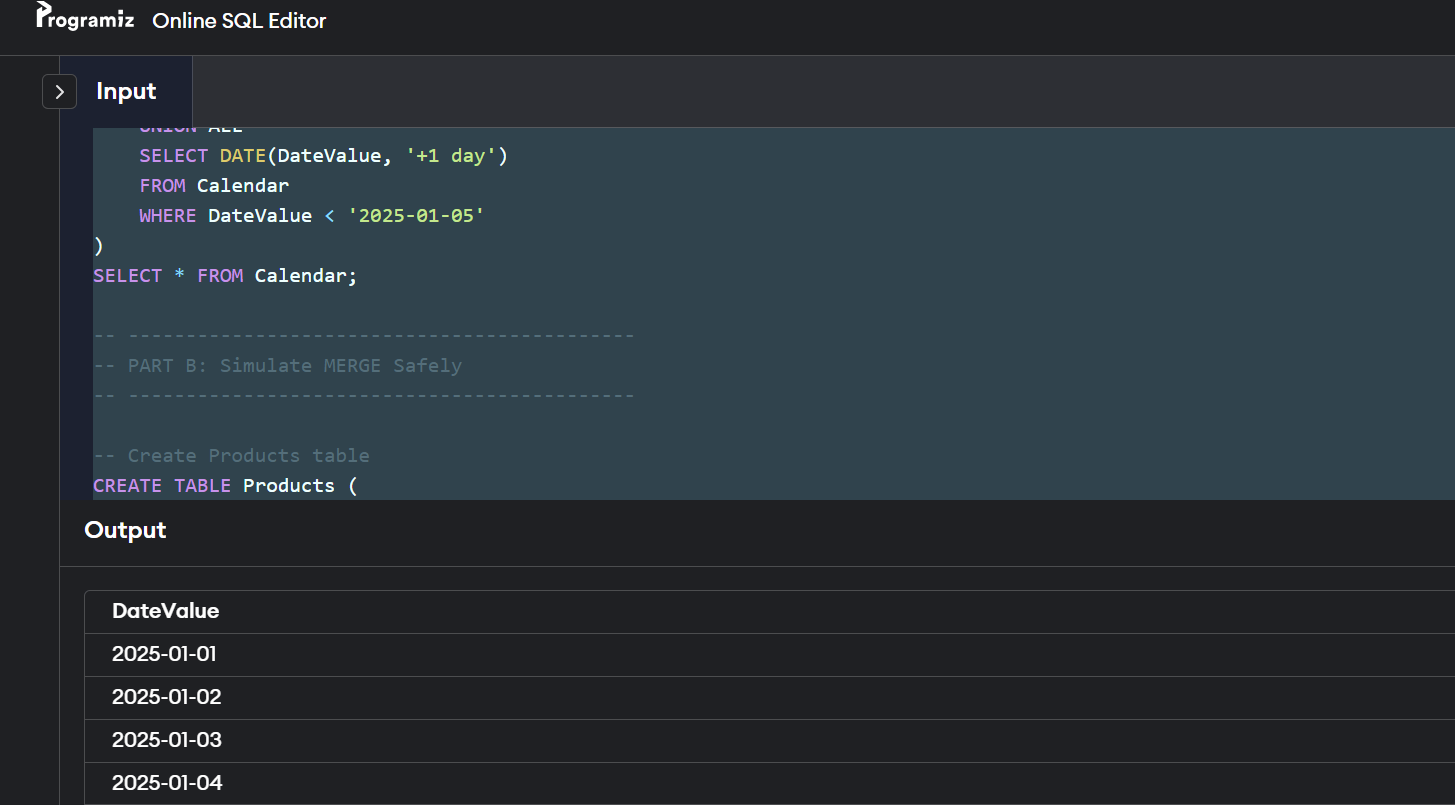 Programiz Online SQL Editor
Input
UNION ALL
SELECT DATE(DateValue, '+1 day')
FROM Calendar
WHERE DateValue < '2025-01-05'
)
SELECT * FROM Calendar;
-- --------------------------------------------
-- PART B: Simulate MERGE Safely
-- --------------------------------------------
-- Create Products table
CREATE TABLE Products (
Output
DateValue
2025-01-01
2025-01-02
2025-01-03
2025-01-04